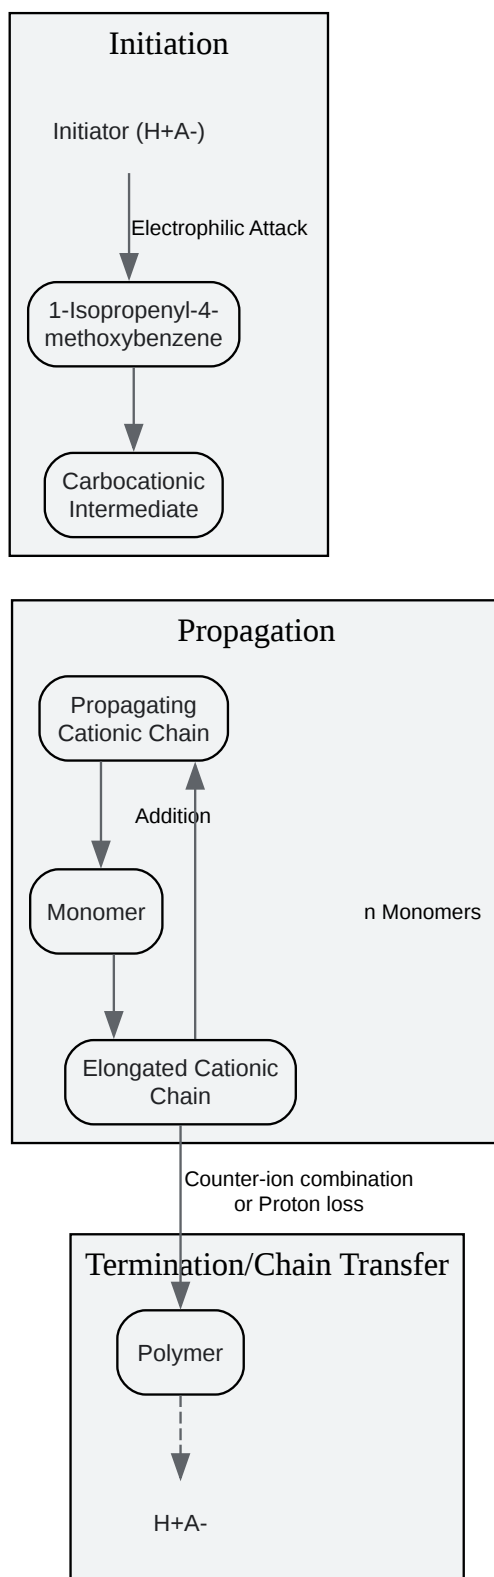 Initiation
Initiator (H+A-)
Electrophilic Attack
1-Isopropenyl-4-
methoxybenzene
Carbocationic
Intermediate
Propagation
Propagating
Cationic Chain
Addition
Monomer
n Monomers
Elongated Cationic
Chain
Counter-ion combination
or Proton loss
Termination/Chain Transfer
Polymer
H+A-